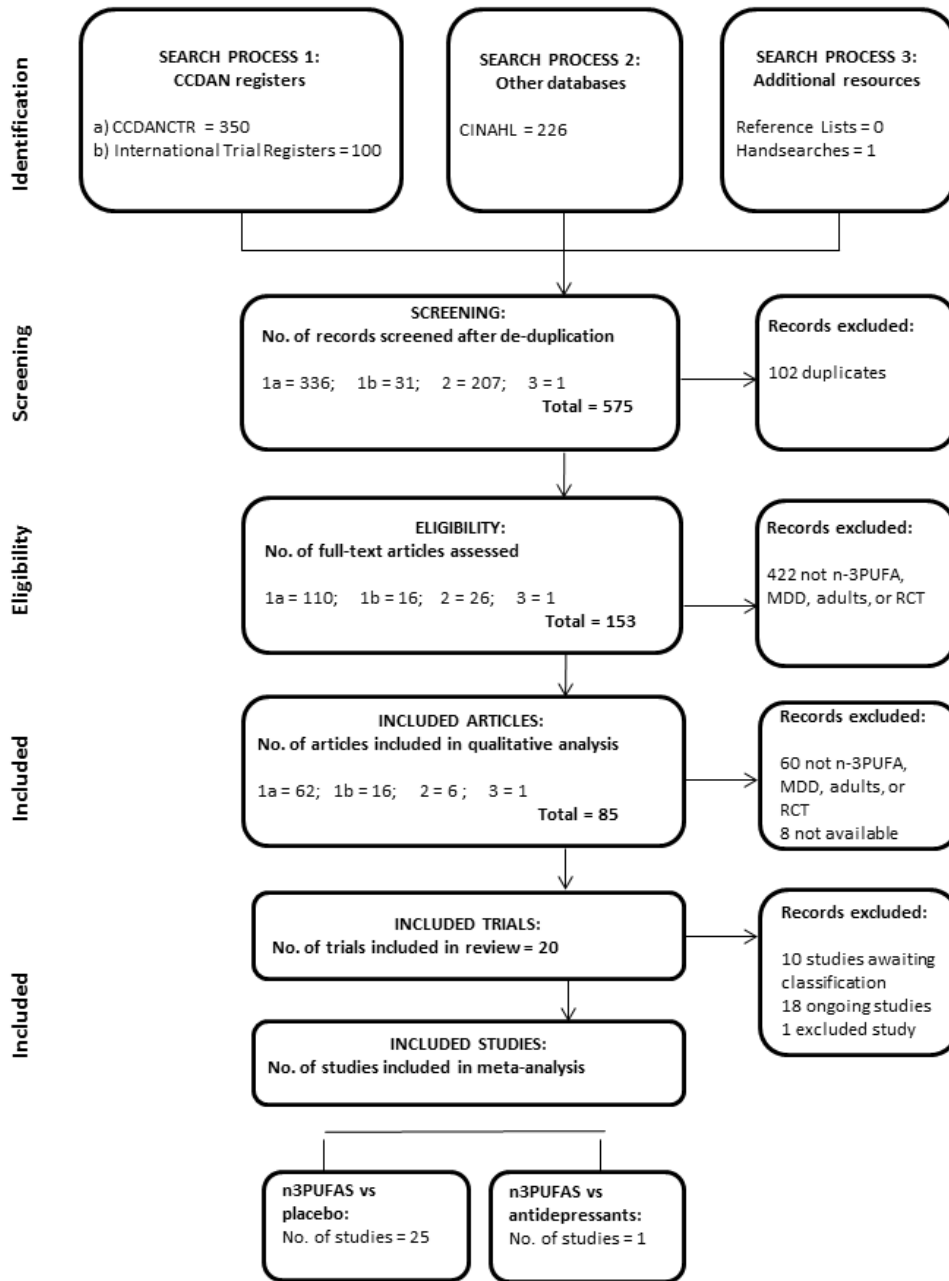 Identification
SEARCH PROCESS 1:
CCDAN registers
a) CCDANCTR = 350
b) International Trial Registers = 100
SEARCH PROCESS 2:
Other databases
CINAHL = 226
SEARCH PROCESS 3:
Additional resources
Reference Lists = 0
Handsearches = 1
Screening
SCREENING:
No. of records screened after de-duplication
1a = 336; 1b = 31; 2 = 207; 3 = 1
Total = 575
Records excluded:
102 duplicates
Eligibility
ELIGIBILITY:
No. of full-text articles assessed
1a = 110; 1b = 16; 2 = 26; 3 = 1
Total = 153
Records excluded:
422 not n-3PUFA,
MDD, adults, or RCT
Included
INCLUDED ARTICLES:
No. of articles included in qualitative analysis
1a = 62; 1b = 16; 2 = 6 ; 3 = 1
Total = 85
Records excluded:
60 not n-3PUFA,
MDD, adults, or
RCT
8 not available
Included
INCLUDED TRIALS:
No. of trials included in review = 20
Records excluded:
10 studies awaiting
classification
18 ongoing studies
1 excluded study
INCLUDED STUDIES:
No. of studies included in meta-analysis
n3PUFAS vs
placebo:
No. of studies = 25
n3PUFAS vs
antidepressants:
No. of studies = 1